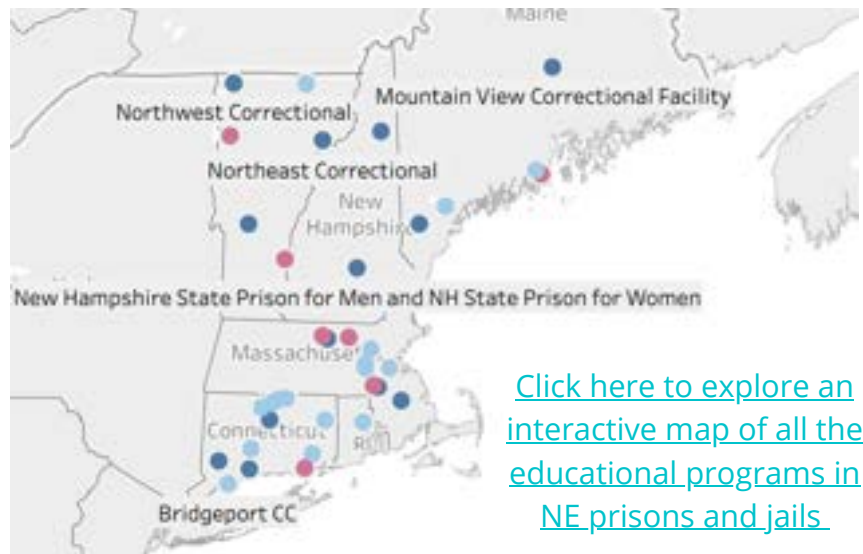 Maine
Northwest Correctional
Mountain View Correctional Facility
Northeast Correctional
New
Hampshire
New Hampshire State Prison for Men and NH State Prison for Women
Massachuse
Connecticut
RI
Bridgeport CC
Click here to explore an
interactive map of all the
educational programs in
NE prisons and jails